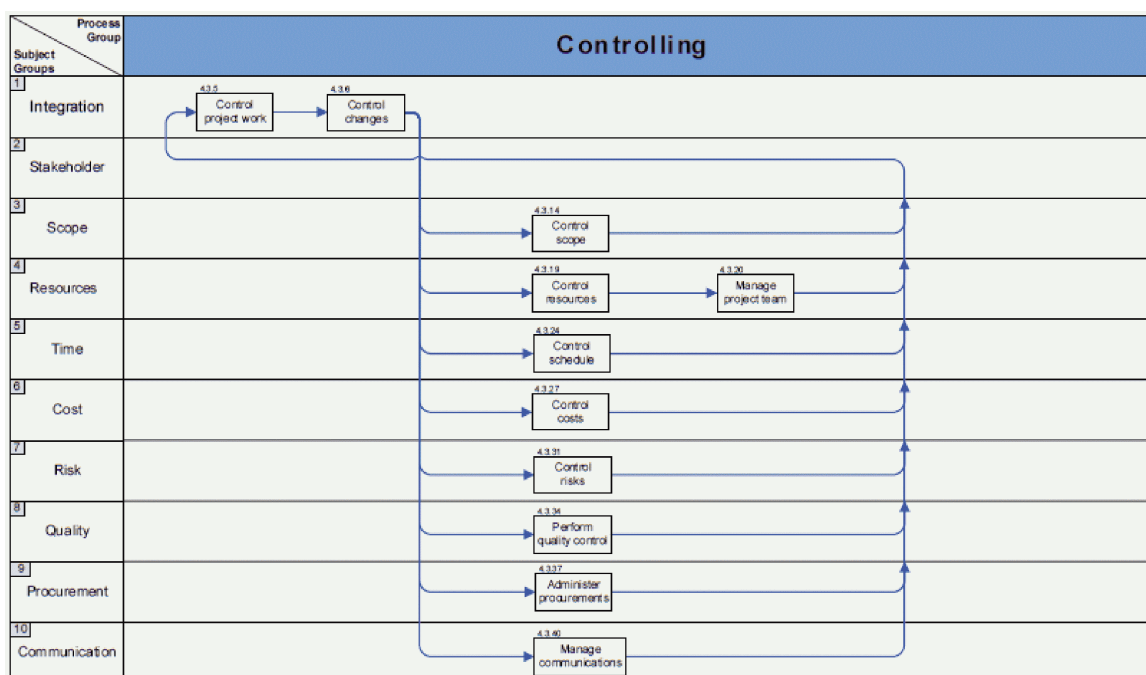 Process
Group
Subject
Groups
Controlling
1
Integration
4.3.5
Control
project work
4.3.6
Control
changes
2
Stakeholder
3
Scope
4.3.14
Control
scope
4
Resources
4.3.19
Control
resources
4.3.20
Manage
project team
5
Time
4.3.24
Control
schedule
6
Cost
4.3.27
Control
costs
7
Risk
4.3.31
Control
risks
8
Quality
4.3.34
Perform
quality control
9
Procurement
4.3.37
Administer
procurements
10
Communication
4.3.40
Manage
communications